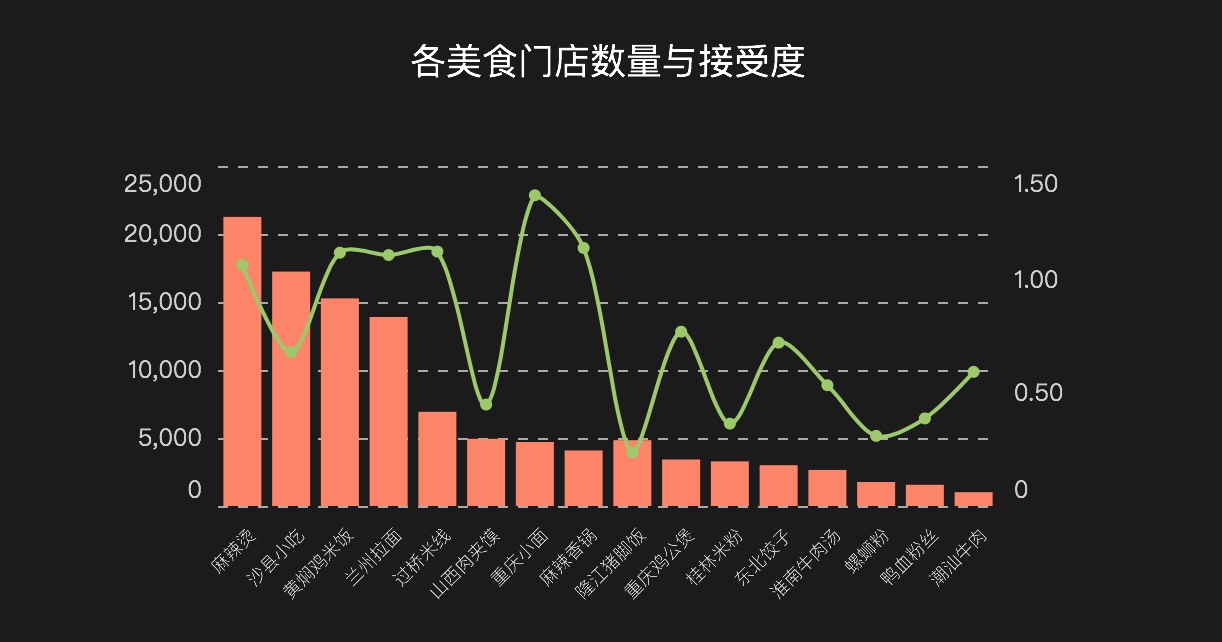 各美食门店数量与接受度
25,000
20,000
15,000
10,000
5,000
0
1.50
1.00
0.50
0
麻辣烫
沙县小吃
黄焖鸡米饭
兰州拉面
过桥米线
山西肉夹馍
重庆小面
麻辣香锅
隆江猪脚饭
重庆鸡公煲
桂林米粉
东北饺子
淮南牛肉汤
螺蛳粉
鸭血粉丝
潮汕牛肉